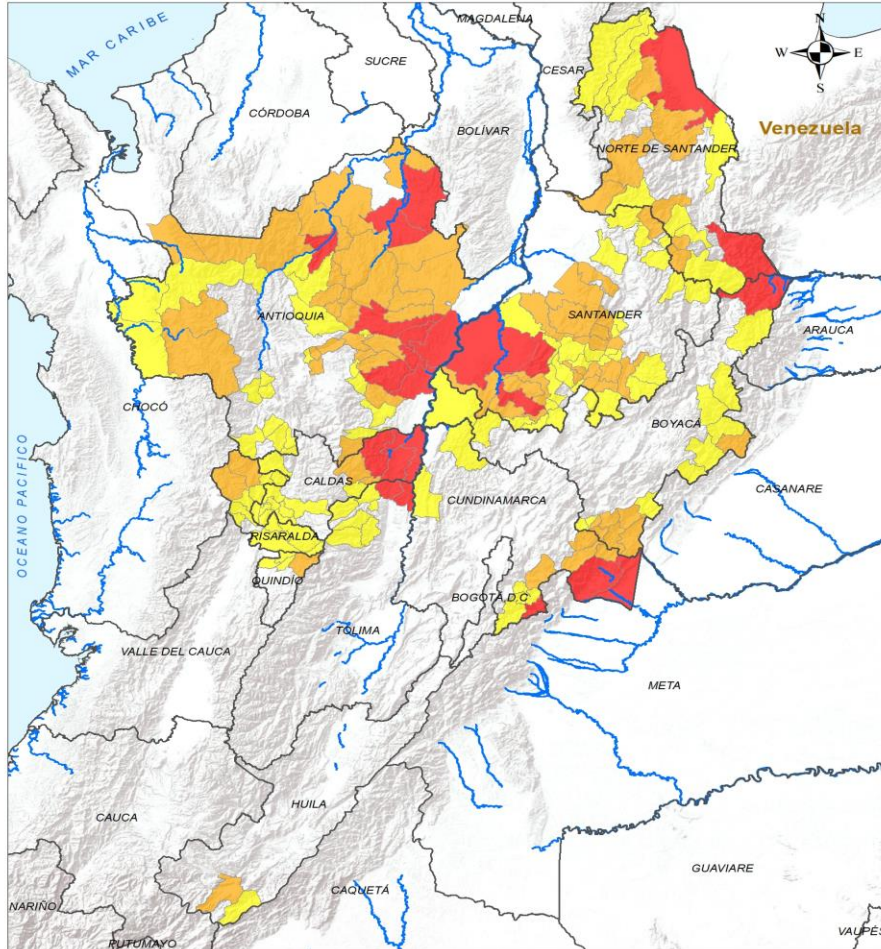 MAGDALENA
N
MAR CARIBE
SUCRE
W
E
CESAR
S
CÓRDOBA
BOLÍVAR
Venezuela
NORTE DE SANTANDER
ANTIOQUIA
SANTANDER
ARAUCA
CHOCÓ
BOYACÁ
OCEANO PACIFICO
CALDAS
CASANARE
CUNDINAMARCA
RISARALDA
QUINDÍO
BOGOTÁ D.C
TOLIMA
VALLE DEL CAUCA
META
HUILA
CAUCA
GUAVIARE
CAQUETÁ
NARIÑO
VAUPÉS
PUTUMAYO